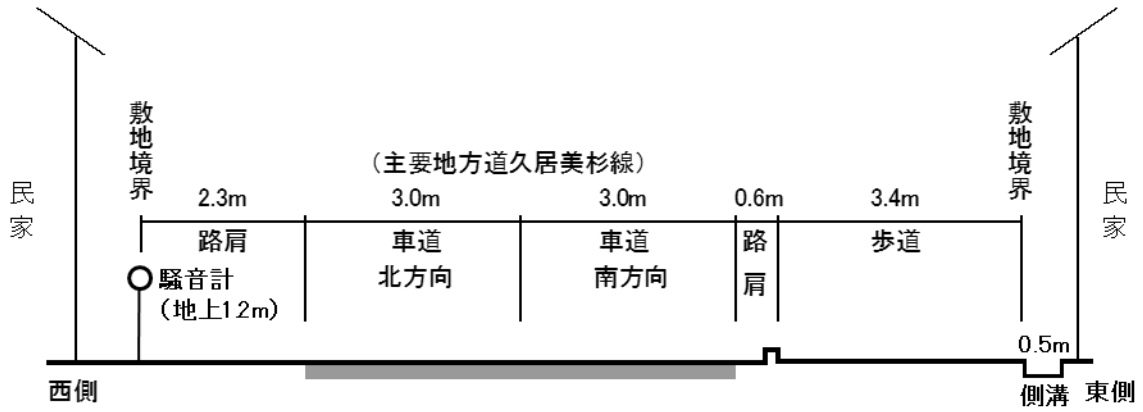 （主要地方道久居美杉線）
敷地境界
敷地境界
民家
民家
2.3m
3.0m
3.0m
0.6m
3.4m
路肩
車道
北方向
車道
南方向
路肩
歩道
騒音計
（地上1.2m）
0.5m
西側
側溝
東側